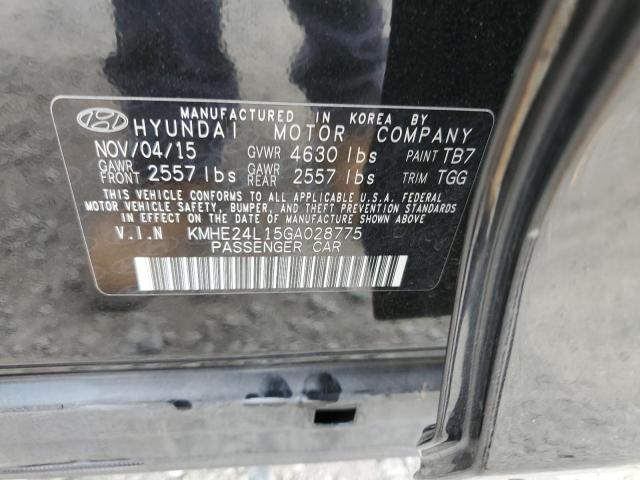 MANUFACTURED IN KOREA BY
HYUNDAI MOTOR COMPANY
NOV/04/15 GVWR 4630 lbs PAINT TB7
GAWR FRONT 2557 lbs GAWR REAR 2557 lbs TRIM TGG
THIS VEHICLE CONFORMS TO ALL APPLICABLE U.S.A. FEDERAL
MOTOR VEHICLE SAFETY, BUMPER, AND THEFT PREVENTION STANDARDS
IN EFFECT ON THE DATE OF MANUFACTURE SHOWN ABOVE
V.I.N KMHE24L15GA028775
PASSENGER CAR